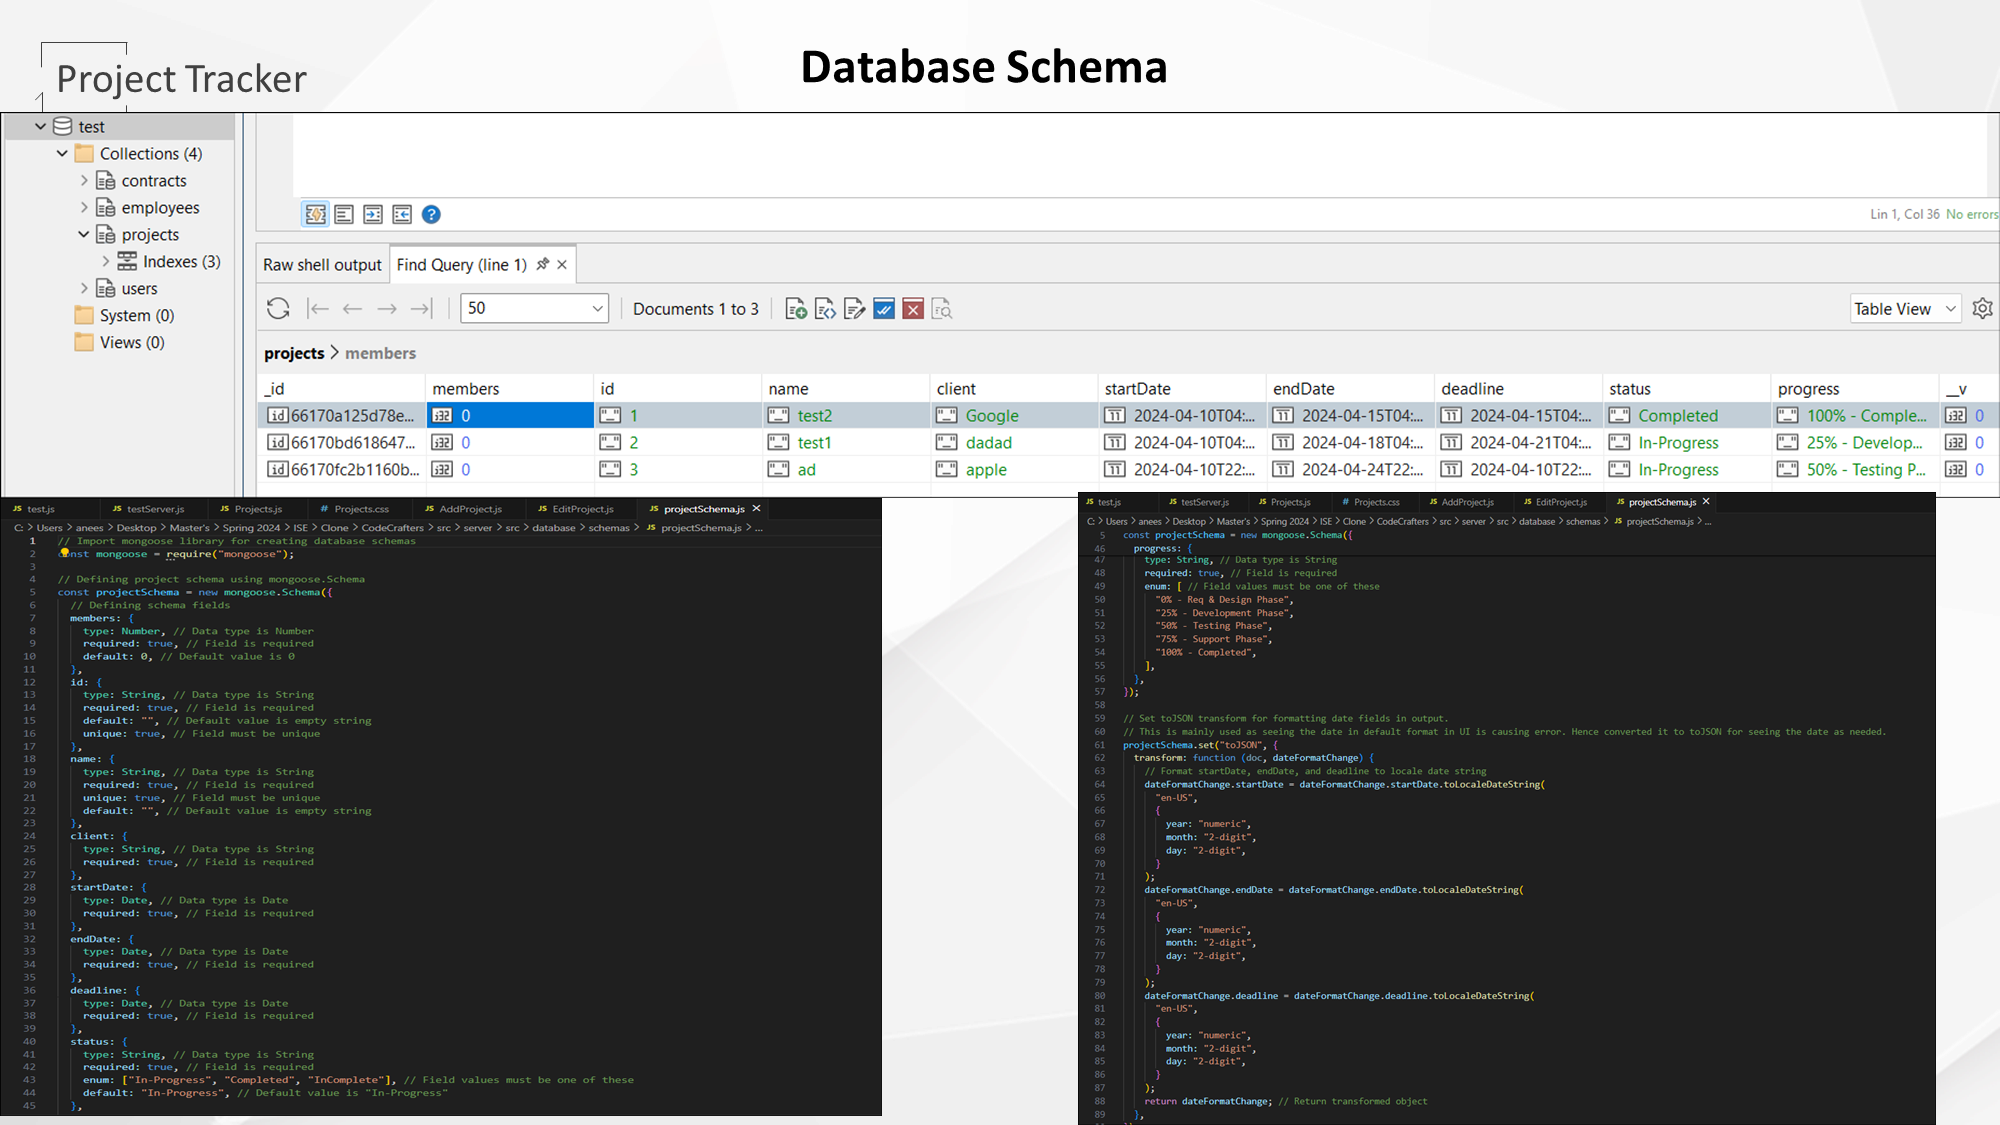 Project Tracker
Database Schema
test
Collections (4)
contracts
employees
projects
Indexes (3)
users
System (0)
Views (0)
Lin 1, Col 36 No errors
Raw shell output Find Query (line 1)
50 Documents 1 to 3 Table View
projects > members
_id members id name client startDate endDate deadline status progress __v
66170a125d78e... 0 1 test2 Google 2024-04-10T04:... 2024-04-15T04:... 2024-04-15T04:... Completed 100% - Comple... 0
66170bd618647... 0 2 test1 dadad 2024-04-10T04:... 2024-04-18T04:... 2024-04-21T04:... In-Progress 25% - Develop... 0
66170fc2b1160b... 0 3 ad apple 2024-04-10T22:... 2024-04-24T22:... 2024-04-10T22:... In-Progress 50% - Testing P... 0
JS test.js JS testServer.js JS Projects.js # Projects.css JS AddProject.js JS EditProject.js JS projectSchema.js
C: > Users > anees > Desktop > Master's > Spring 2024 > ISE > Clone > CodeCrafters > src > server > src > database > schemas > JS projectSchema.js > ...
1 // Import mongoose library for creating database schemas
2 const mongoose = require("mongoose");
3
4 // Defining project schema using mongoose.Schema
5 const projectSchema = new mongoose.Schema({
6 // Defining schema fields
7 members: {
8 type: Number, // Data type is Number
9 required: true, // Field is required
10 default: 0, // Default value is 0
11 },
12 id: {
13 type: String, // Data type is String
14 required: true, // Field is required
15 default: "", // Default value is empty string
16 unique: true, // Field must be unique
17 },
18 name: {
19 type: String, // Data type is String
20 required: true, // Field is required
21 unique: true, // Field must be unique
22 default: "", // Default value is empty string
23 },
24 client: {
25 type: String, // Data type is String
26 required: true, // Field is required
27 },
28 startDate: {
29 type: Date, // Data type is Date
30 required: true, // Field is required
31 },
32 endDate: {
33 type: Date, // Data type is Date
34 required: true, // Field is required
35 },
36 deadline: {
37 type: Date, // Data type is Date
38 required: true, // Field is required
39 },
40 status: {
41 type: String, // Data type is String
42 required: true, // Field is required
43 enum: ["In-Progress", "Completed", "InComplete"], // Field values must be one of these
44 default: "In-Progress", // Default value is "In-Progress"
45 },
JS test.js JS testServer.js JS Projects.js # Projects.css JS AddProject.js JS EditProject.js JS projectSchema.js
C: > Users > anees > Desktop > Master's > Spring 2024 > ISE > Clone > CodeCrafters > src > server > src > database > schemas > JS projectSchema.js > ...
5 const projectSchema = new mongoose.Schema({
46 progress: {
47 type: String, // Data type is String
48 required: true, // Field is required
49 enum: [ // Field values must be one of these
50 "0% - Req & Design Phase",
51 "25% - Development Phase",
52 "50% - Testing Phase",
53 "75% - Support Phase",
54 "100% - Completed",
55 ],
56 },
57 });
58
59 // Set toJSON transform for formatting date fields in output.
60 // This is mainly used as seeing the date in default format in UI is causing error. Hence converted it to toJSON for seeing the date as needed.
61 projectSchema.set("toJSON", {
62 transform: function (doc, dateFormatChange) {
63 // Format startDate, endDate, and deadline to locale date string
64 dateFormatChange.startDate = dateFormatChange.startDate.toLocaleDateString(
65 "en-US",
66 {
67 year: "numeric",
68 month: "2-digit",
69 day: "2-digit",
70 }
71 );
72 dateFormatChange.endDate = dateFormatChange.endDate.toLocaleDateString(
73 "en-US",
74 {
75 year: "numeric",
76 month: "2-digit",
77 day: "2-digit",
78 }
79 );
80 dateFormatChange.deadline = dateFormatChange.deadline.toLocaleDateString(
81 "en-US",
82 {
83 year: "numeric",
84 month: "2-digit",
85 day: "2-digit",
86 }
87 );
88 return dateFormatChange; // Return transformed object
89 },